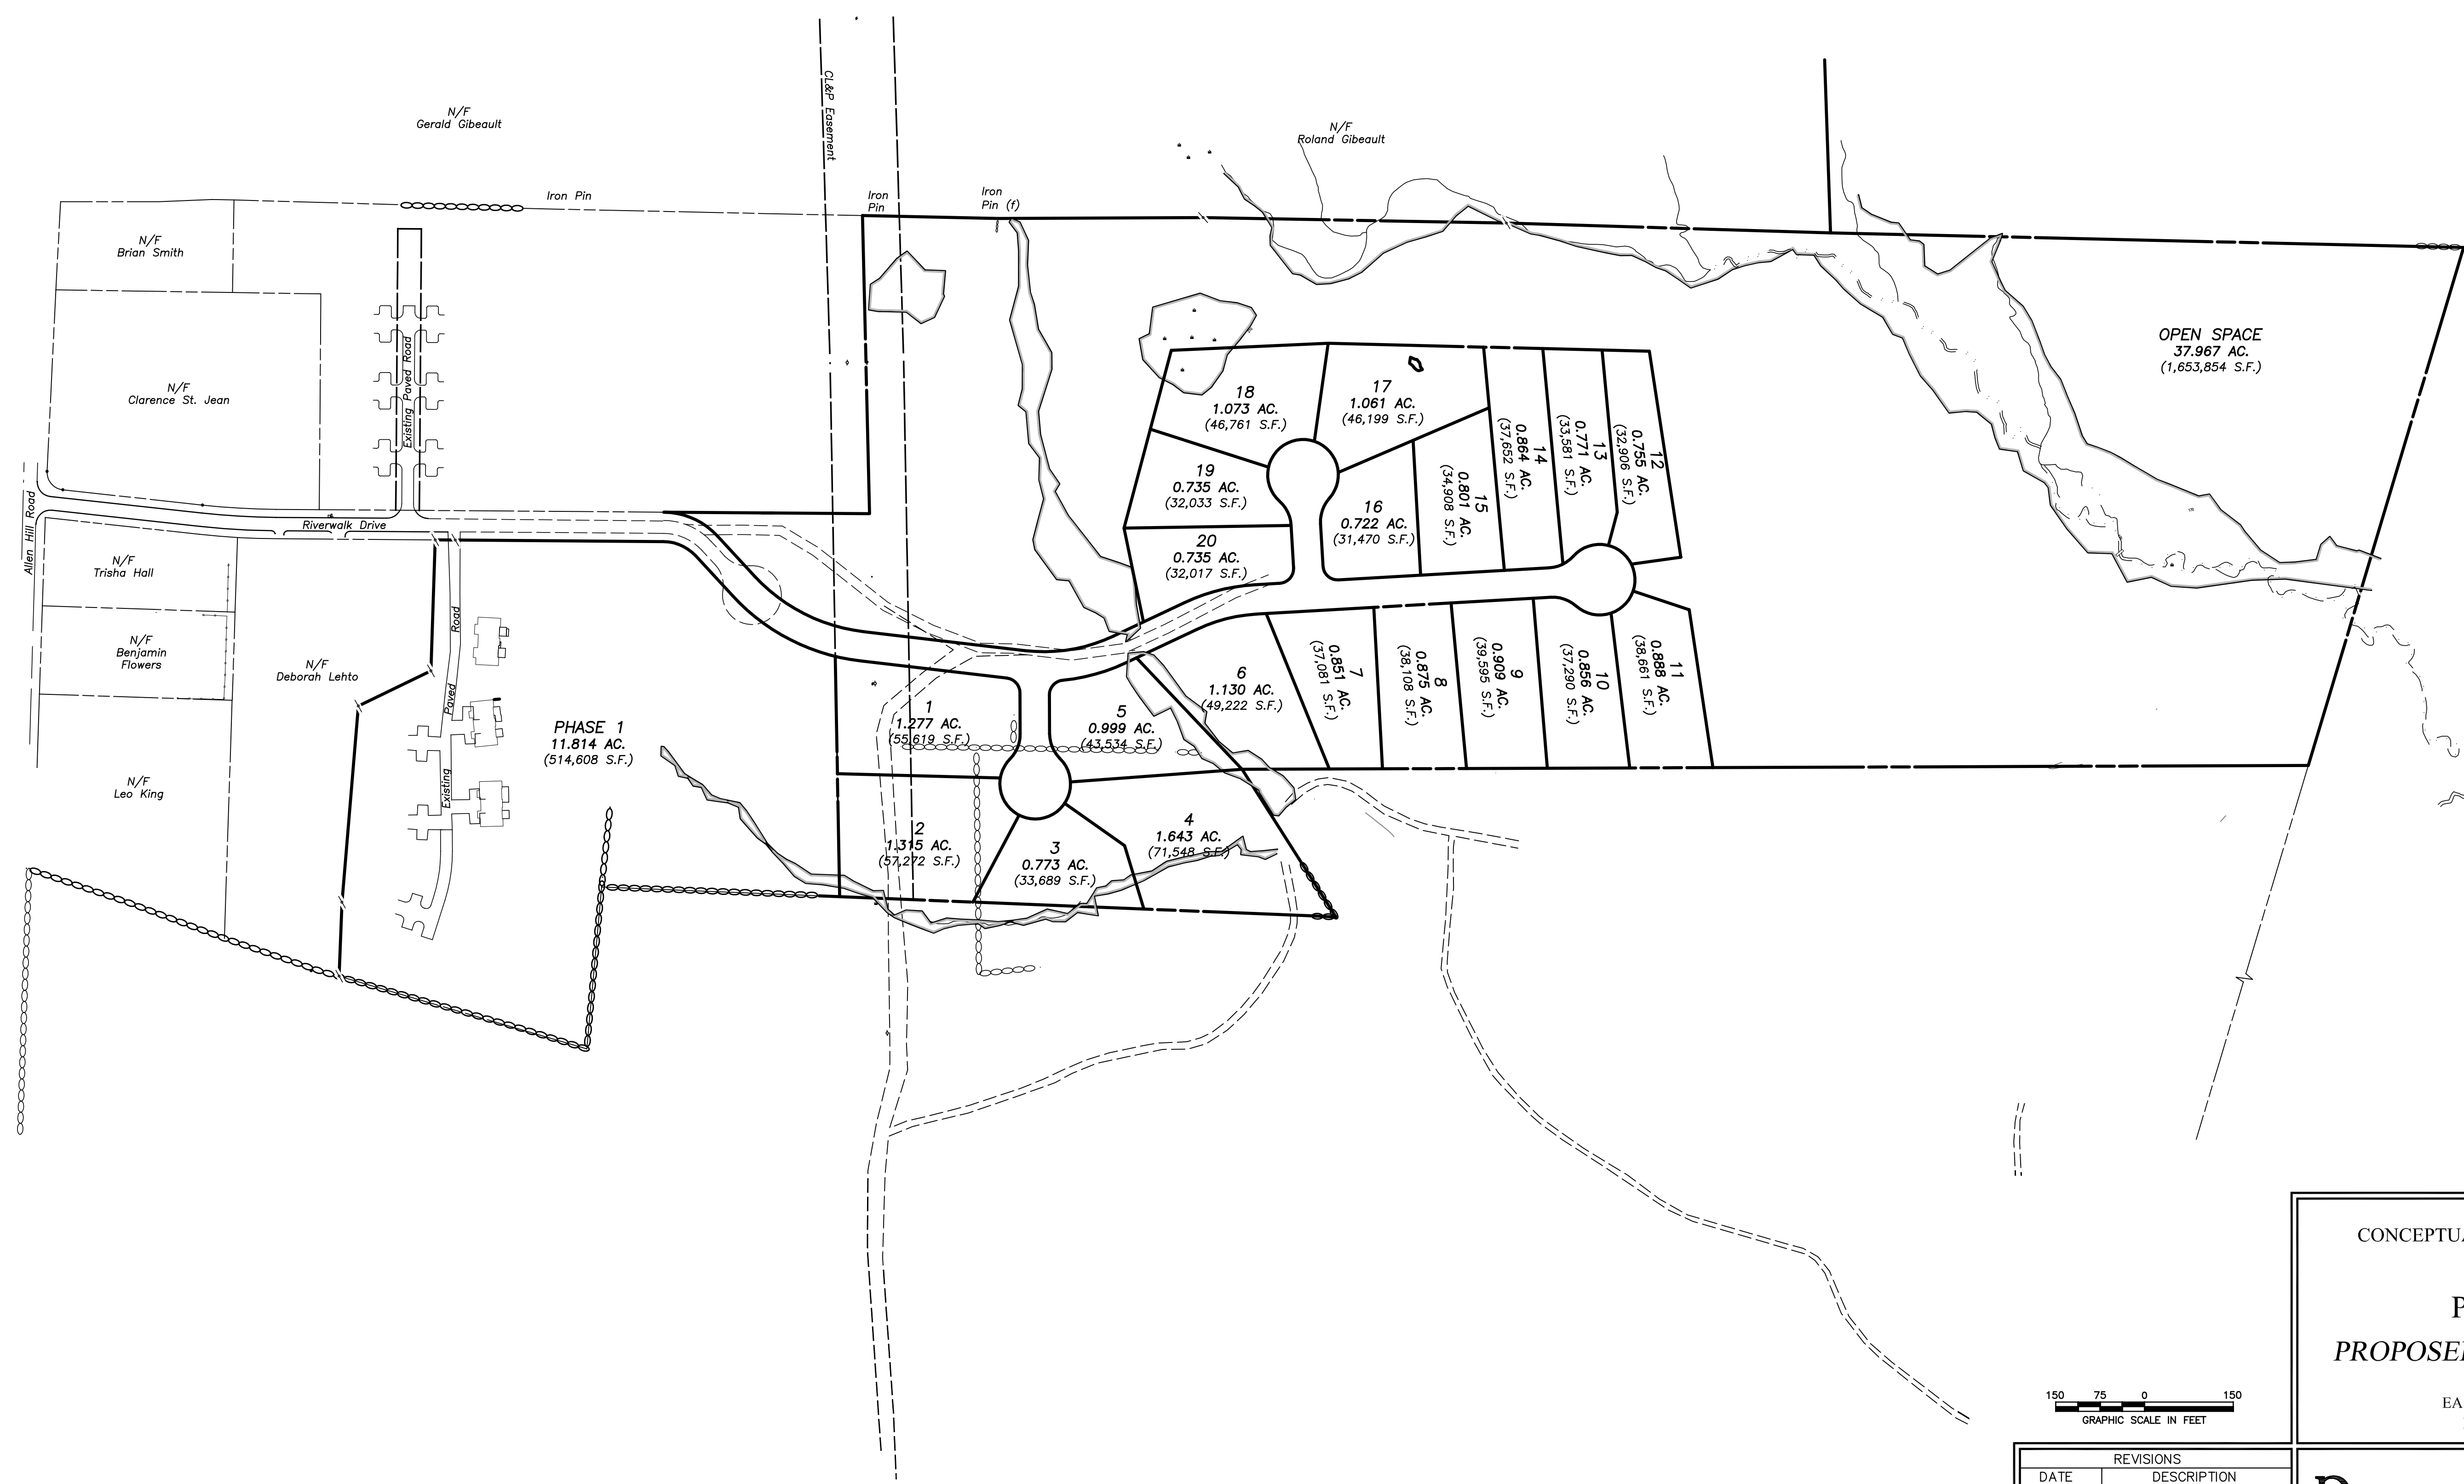 N/F
Gerald Gibeault
CL&P Easement
N/F
Roland Gibeault
Iron Pin
Iron
Pin
Iron
Pin (f)
N/F
Brian Smith
N/F
Clarence St. Jean
Existing Paved Road
OPEN SPACE
37.967 AC.
(1,653,854 S.F.)
18
1.073 AC.
(46,761 S.F.)
17
1.061 AC.
(46,199 S.F.)
19
0.735 AC.
(32,033 S.F.)
20
0.735 AC.
(32,017 S.F.)
16
0.722 AC.
(31,470 S.F.)
15
0.801 AC.
(34,908 S.F.)
14
0.864 AC.
(37,652 S.F.)
13
0.771 AC.
(33,581 S.F.)
12
0.755 AC.
(32,906 S.F.)
Allen Hill Road
Riverwalk Drive
N/F
Trisha Hall
N/F
Benjamin
Flowers
N/F
Deborah Lehto
N/F
Leo King
Existing
Paved
Road
PHASE 1
11.814 AC.
(514,608 S.F.)
1
1.277 AC.
(55,619 S.F.)
2
1.315 AC.
(57,272 S.F.)
3
0.773 AC.
(33,689 S.F.)
4
1.643 AC.
(71,548 S.F.)
5
0.999 AC.
(43,534 S.F.)
6
1.130 AC.
(49,222 S.F.)
7
0.851 AC.
(37,081 S.F.)
8
0.875 AC.
(38,108 S.F.)
9
0.909 AC.
(39,595 S.F.)
10
0.856 AC.
(37,290 S.F.)
11
0.888 AC.
(38,661 S.F.)
150 75 0 150
GRAPHIC SCALE IN FEET
CONCEPTUA
P
PROPOSE
EA
REVISIONS
DATE DESCRIPTION